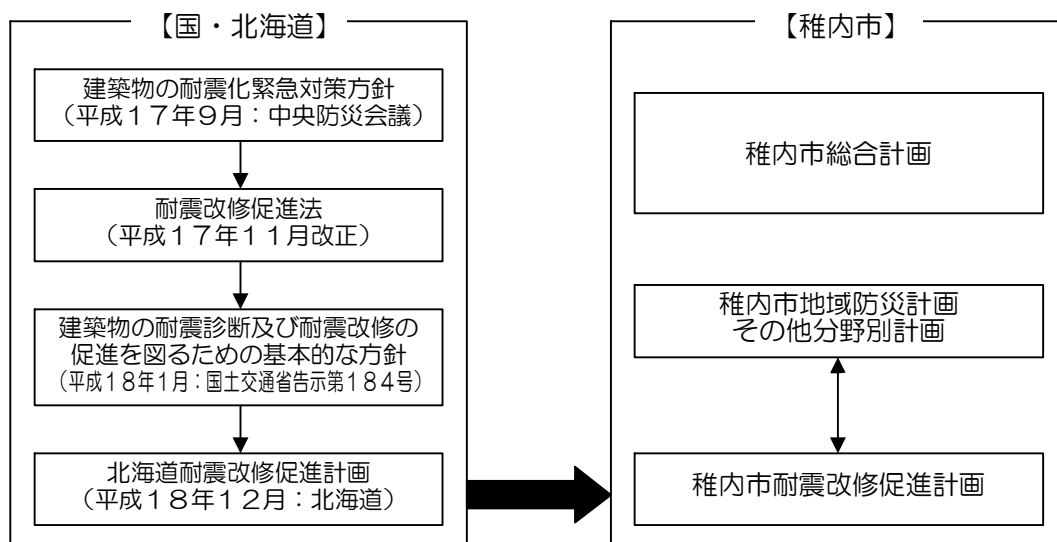 【国・北海道】
建築物の耐震化緊急対策方針
（平成１７年９月：中央防災会議）
耐震改修促進法
（平成１７年１１月改正）
建築物の耐震診断及び耐震改修の
促進を図るための基本的な方針
（平成１８年１月：国土交通省告示第１８４号）
北海道耐震改修促進計画
（平成１８年１２月：北海道）
【稚内市】
稚内市総合計画
稚内市地域防災計画
その他分野別計画
稚内市耐震改修促進計画